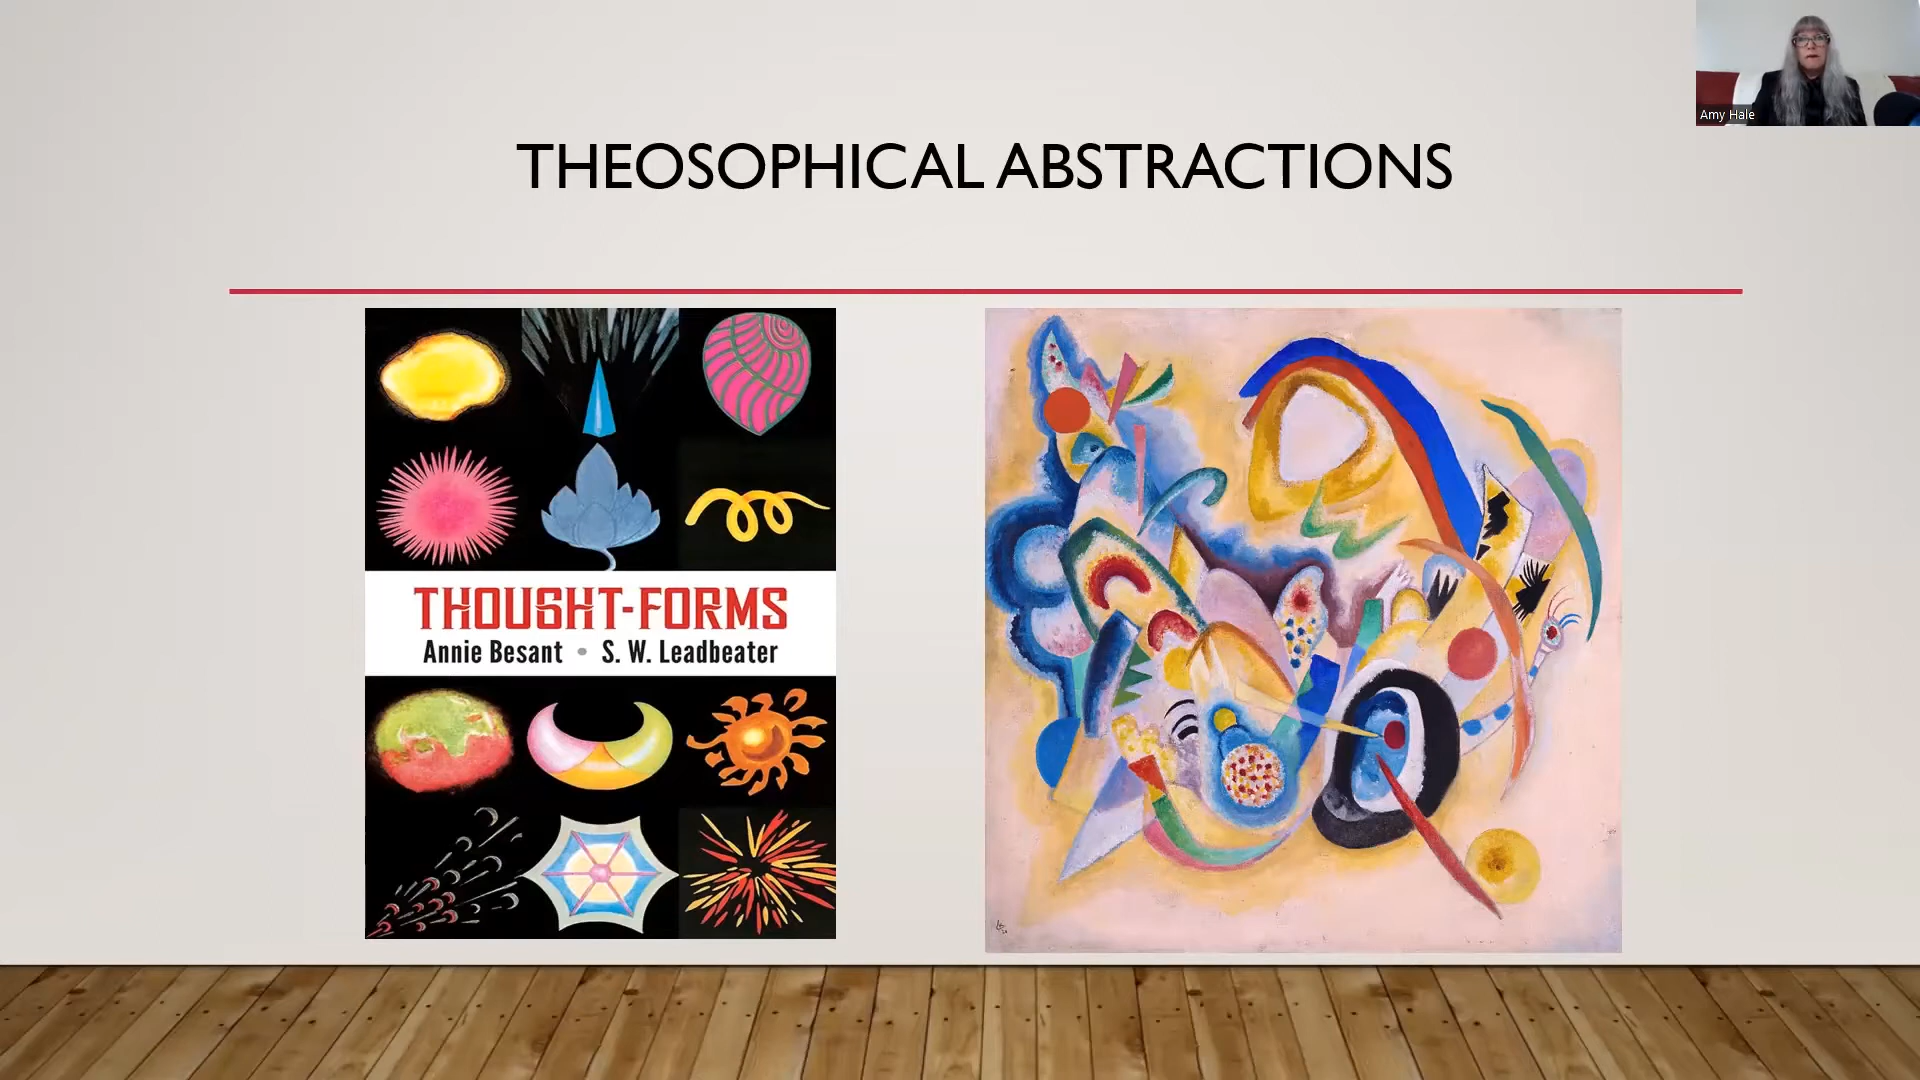 Amy Hale
THEOSOPHICAL ABSTRACTIONS
THOUGHT-FORMS
Annie Besant • S. W. Leadbeater